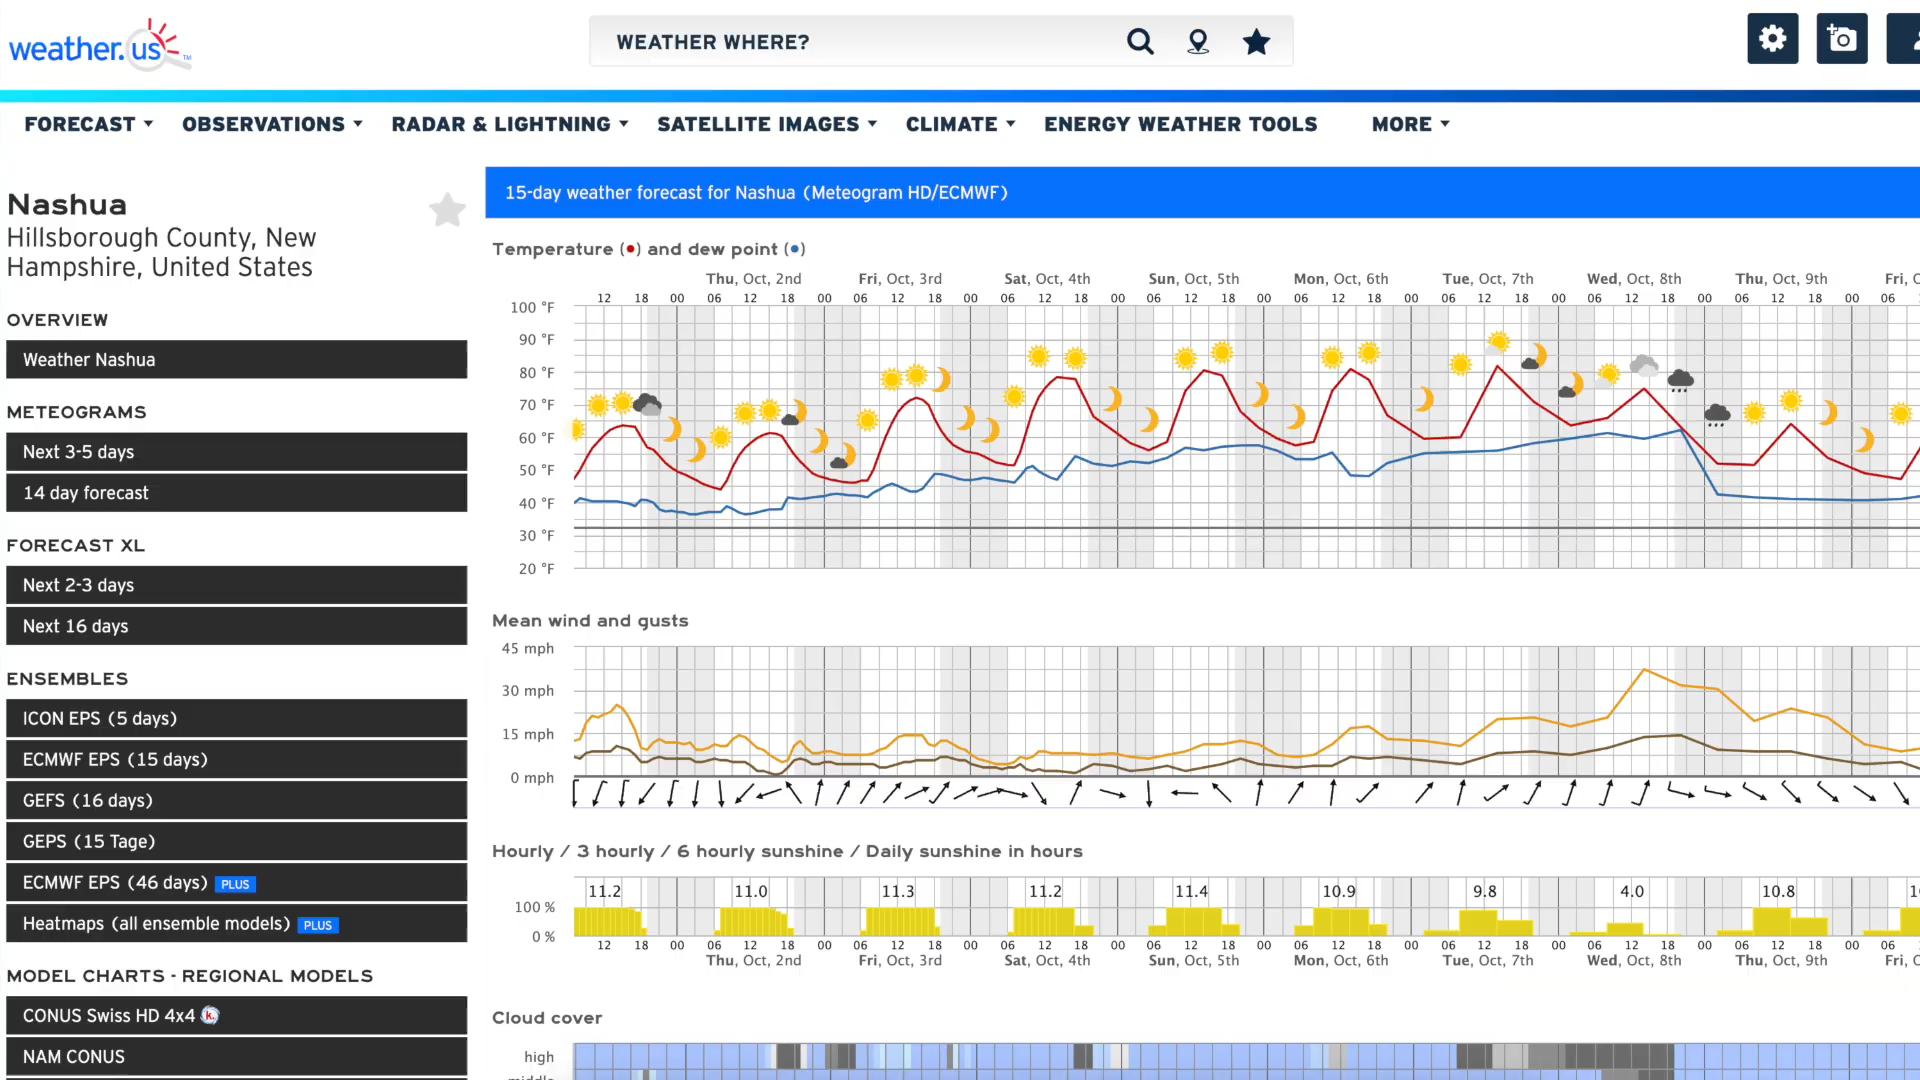 weather.us™
WEATHER WHERE?
FORECAST OBSERVATIONS RADAR & LIGHTNING SATELLITE IMAGES CLIMATE ENERGY WEATHER TOOLS MORE
Nashua
Hillsborough County, New
Hampshire, United States
OVERVIEW
Weather Nashua
METEOGRAMS
Next 3-5 days
14 day forecast
FORECAST XL
Next 2-3 days
Next 16 days
ENSEMBLES
ICON EPS (5 days)
ECMWF EPS (15 days)
GEFS (16 days)
GEPS (15 Tage)
ECMWF EPS (46 days) PLUS
Heatmaps (all ensemble models) PLUS
MODEL CHARTS - REGIONAL MODELS
CONUS Swiss HD 4x4 k.
NAM CONUS
15-day weather forecast for Nashua (Meteogram HD/ECMWF)
Temperature (•) and dew point (•)
Thu, Oct, 2nd Fri, Oct, 3rd Sat, Oct, 4th Sun, Oct, 5th Mon, Oct, 6th Tue, Oct, 7th Wed, Oct, 8th Thu, Oct, 9th Fri, O
12 18 00 06 12 18 00 06 12 18 00 06 12 18 00 06 12 18 00 06 12 18 00 06 12 18 00 06 12 18 00 06 12 18 00 06
100 °F
90 °F
80 °F
70 °F
60 °F
50 °F
40 °F
30 °F
20 °F
Mean wind and gusts
45 mph
30 mph
15 mph
0 mph
Hourly / 3 hourly / 6 hourly sunshine / Daily sunshine in hours
11.2 11.0 11.3 11.2 11.4 10.9 9.8 4.0 10.8
100 %
0 %
12 18 00 06 12 18 00 06 12 18 00 06 12 18 00 06 12 18 00 06 12 18 00 06 12 18 00 06 12 18 00 06 12 18 00 06
Thu, Oct, 2nd Fri, Oct, 3rd Sat, Oct, 4th Sun, Oct, 5th Mon, Oct, 6th Tue, Oct, 7th Wed, Oct, 8th Thu, Oct, 9th Fri, O
Cloud cover
high
middle